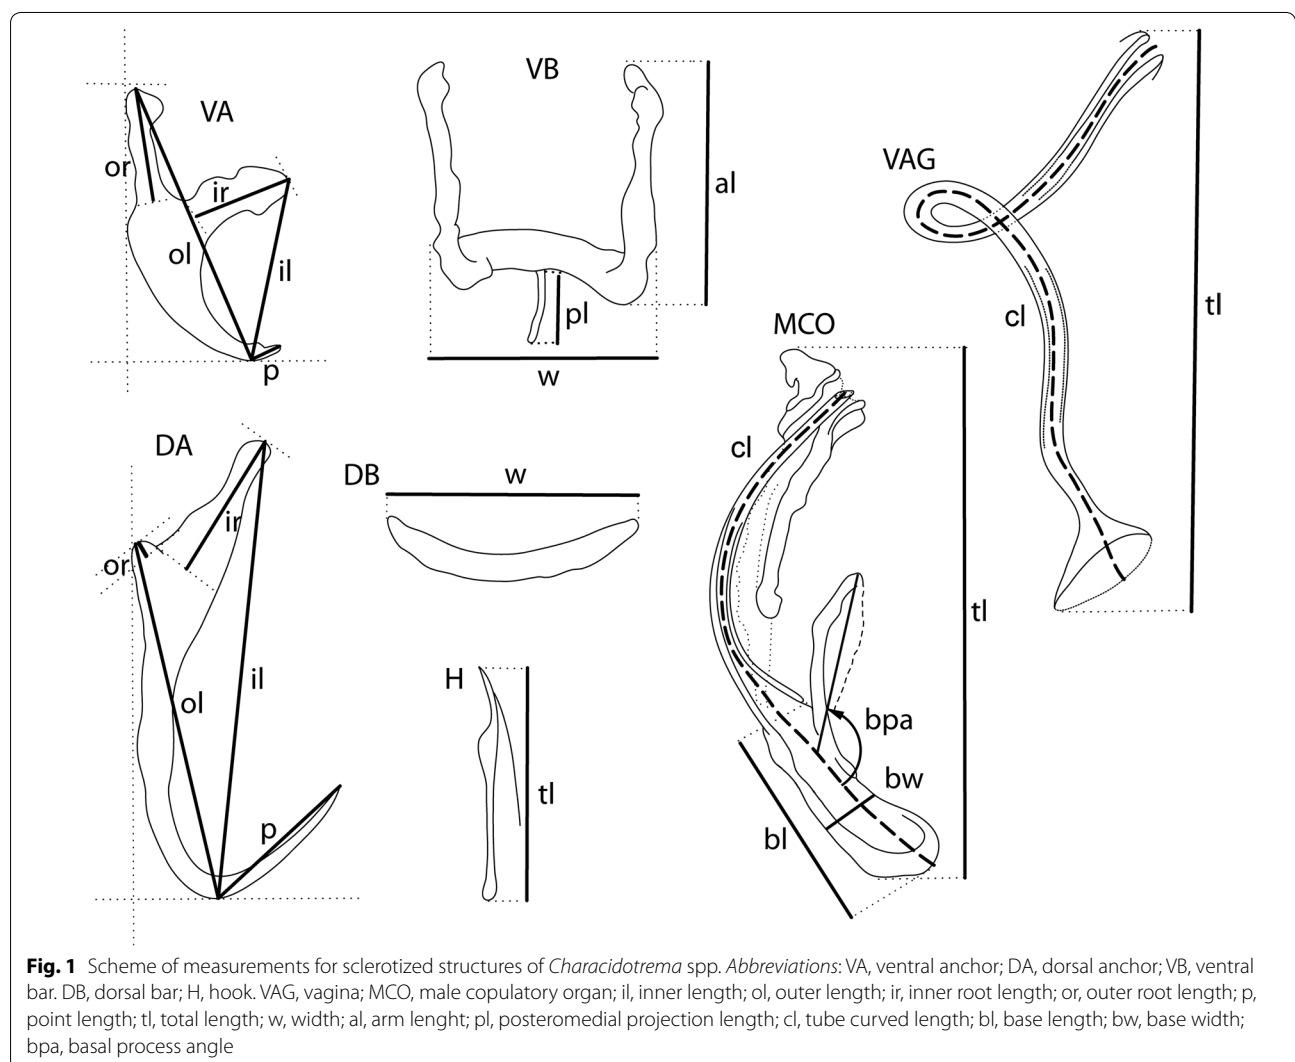 VA
or
ir
ol
il
p
VB
al
pl
w
VAG
cl
tl
MCO
cl
tl
bpa
bw
bl
DA
ir
or
ol
il
p
DB
w
H
tl
Fig. 1 Scheme of measurements for sclerotized structures of Characidotrema spp. Abbreviations: VA, ventral anchor; DA, dorsal anchor; VB, ventral
bar. DB, dorsal bar; H, hook. VAG, vagina; MCO, male copulatory organ; il, inner length; ol, outer length; ir, inner root length; or, outer root length; p,
point length; tl, total length; w, width; al, arm lenght; pl, posteromedial projection length; cl, tube curved length; bl, base length; bw, base width;
bpa, basal process angle